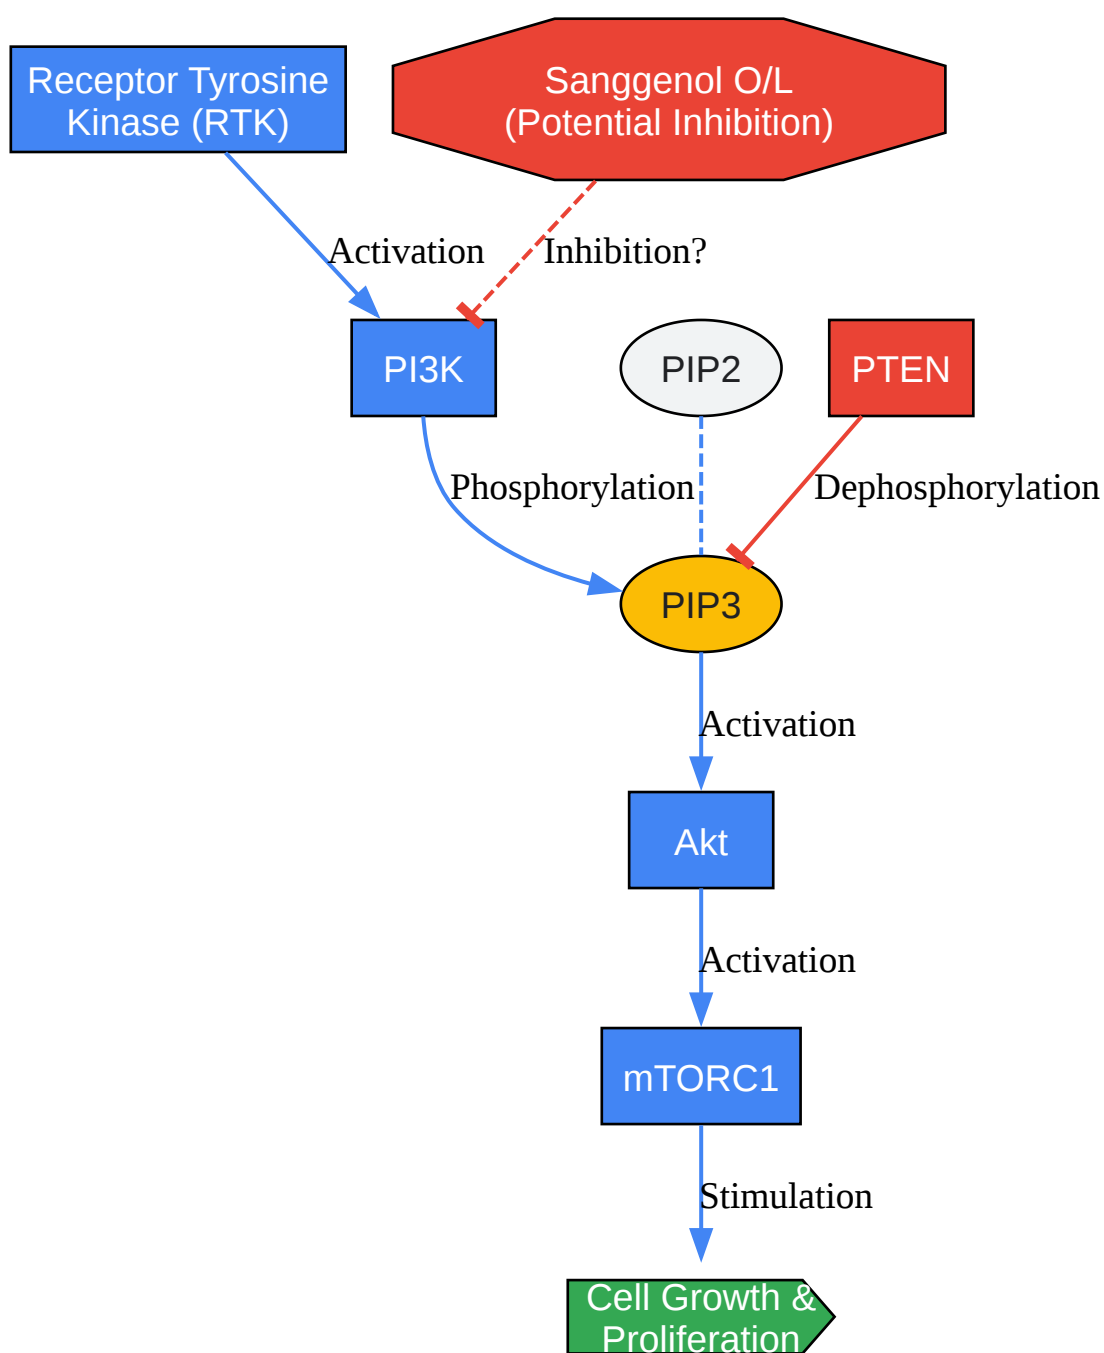 Receptor Tyrosine
Kinase (RTK)
Sanggenol O/L
(Potential Inhibition)
Activation
Inhibition?
PI3K
PIP2
PTEN
Phosphorylation
Dephosphorylation
PIP3
Activation
Akt
Activation
mTORC1
Stimulation
Cell Growth &
Proliferation